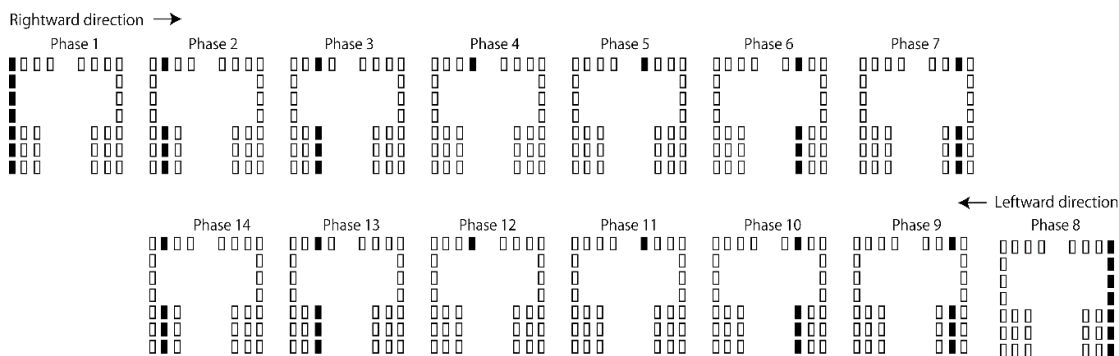 Rightward direction →
Phase 1 Phase 2 Phase 3 Phase 4 Phase 5 Phase 6 Phase 7
← Leftward direction
Phase 14 Phase 13 Phase 12 Phase 11 Phase 10 Phase 9 Phase 8